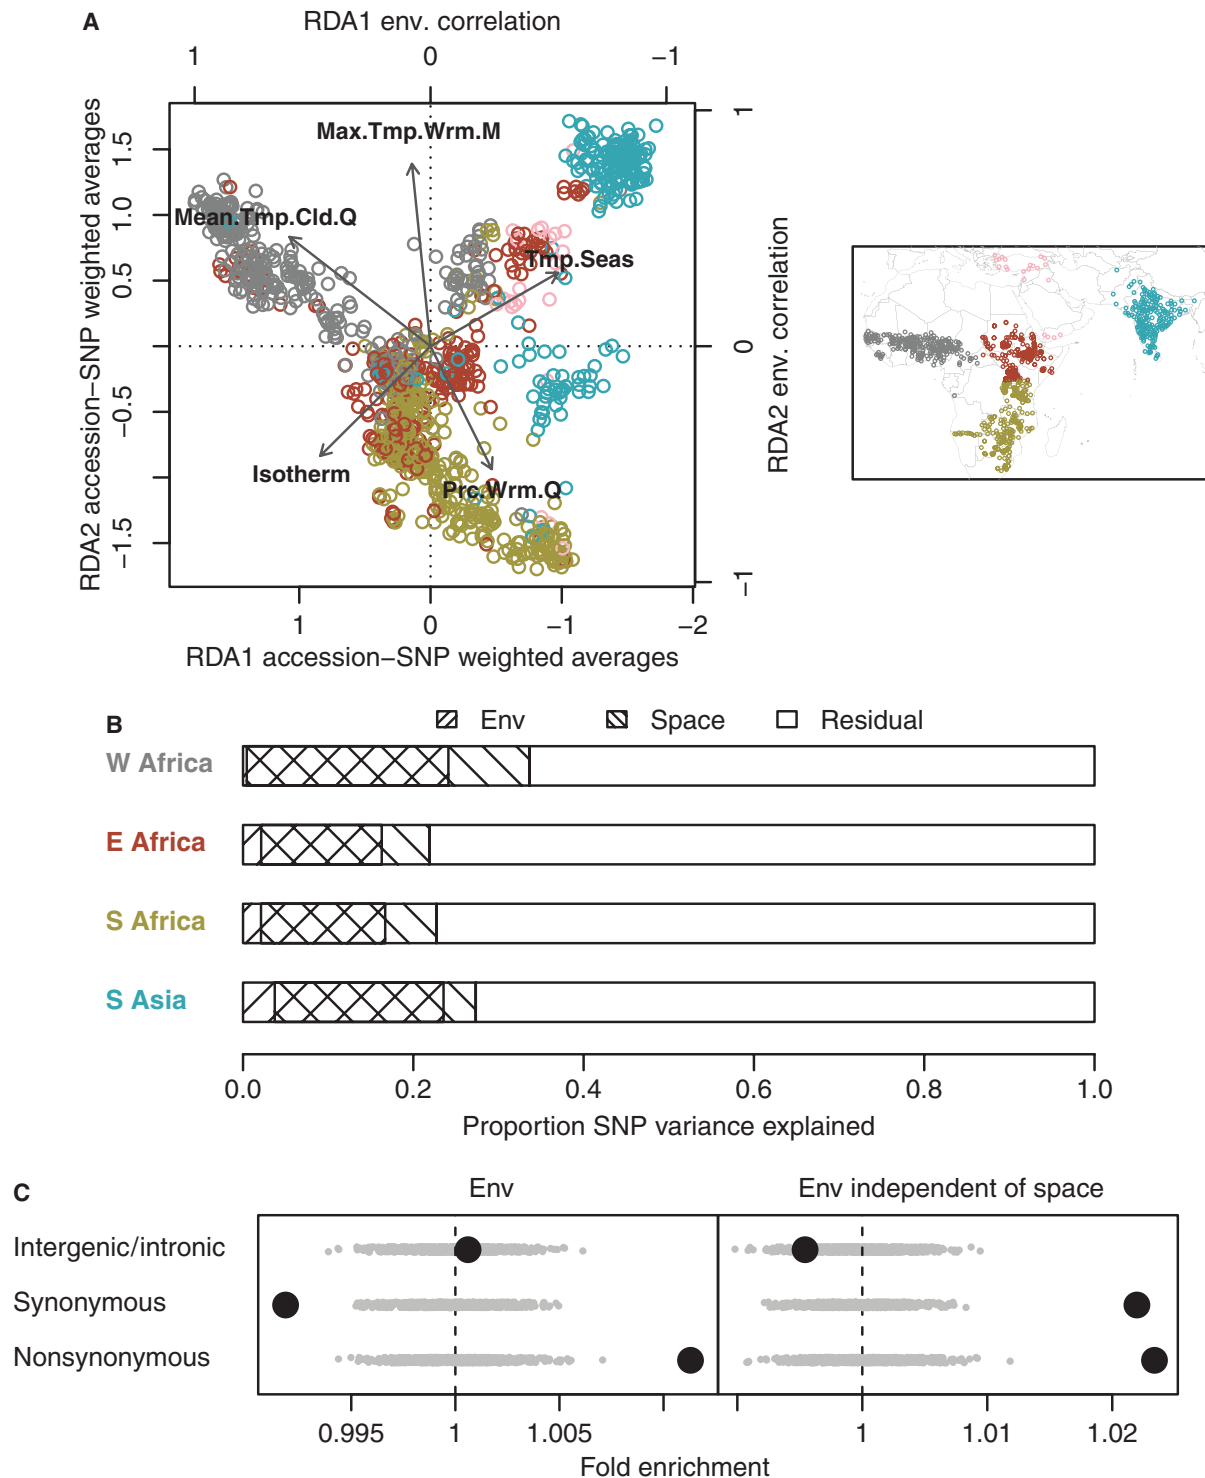 A
RDA1 env. correlation
1 0 −1
RDA2 accession−SNP weighted averages
1.5
1.0
0.5
−0.5
−1.5
Max.Tmp.Wrm.M
Mean.Tmp.Cld.Q
Tmp.Seas
Isotherm
Prc.Wrm.Q
1
0
−1
RDA2 env. correlation
1 0 −1 −2
RDA1 accession−SNP weighted averages
B
Env Space Residual
W Africa
E Africa
S Africa
S Asia
0.0 0.2 0.4 0.6 0.8 1.0
Proportion SNP variance explained
C
Env Env independent of space
Intergenic/intronic
Synonymous
Nonsynonymous
0.995 1 1.005 1 1.01 1.02
Fold enrichment